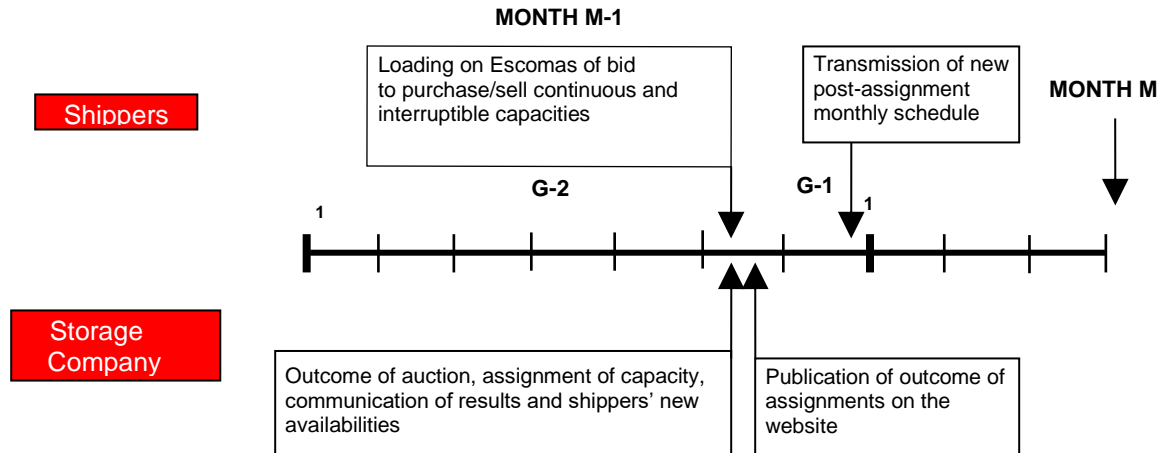 MONTH M-1
Loading on Escomas of bid
to purchase/sell continuous and
interruptible capacities
Transmission of new
post-assignment
monthly schedule
MONTH M
Shippers
G-2
G-1
1
1
Storage
Company
Outcome of auction, assignment of capacity,
communication of results and shippers' new
availabilities
Publication of outcome of
assignments on the
website